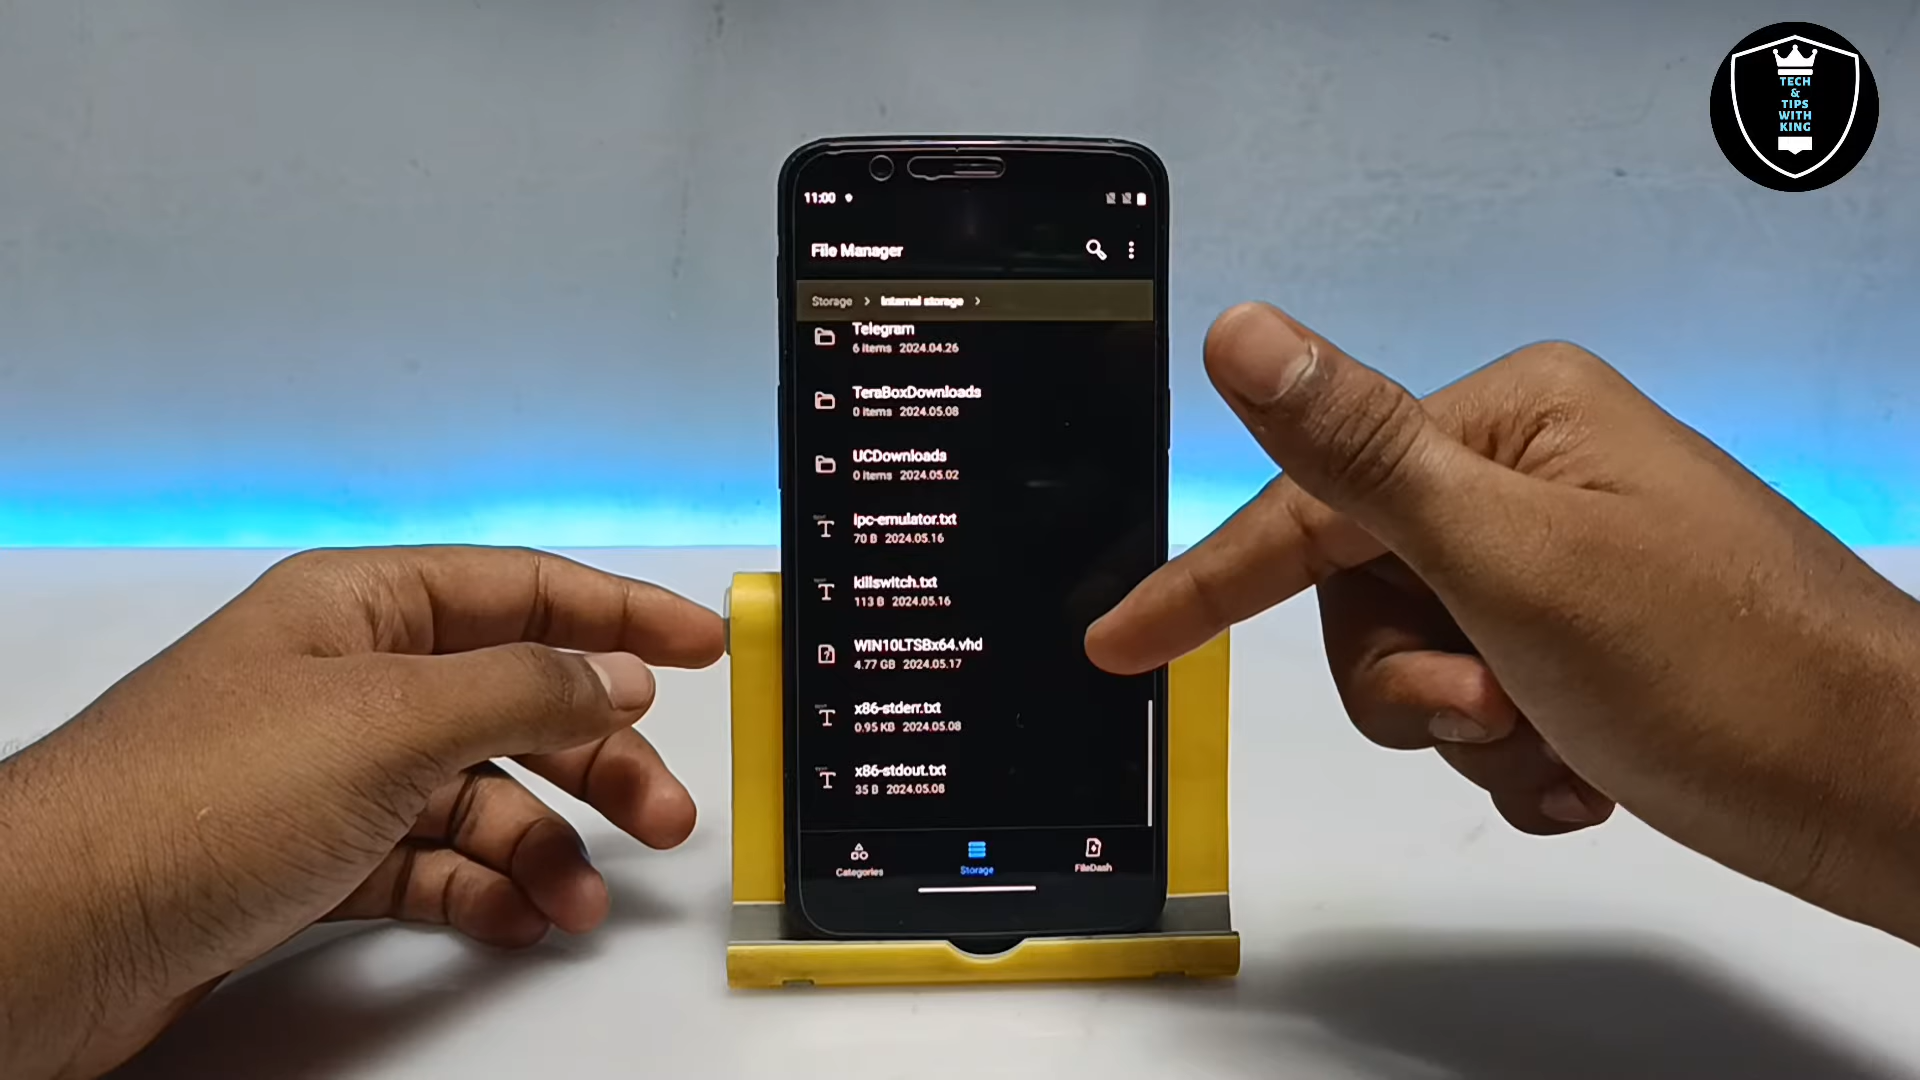 TECH
&
TIPS
WITH
KING
11:00
File Manager
Storage > Internal storage >
Telegram
6 items 2024.04.26
TeraBoxDownloads
0 items 2024.05.08
UCDownloads
0 items 2024.05.02
ipc-emulator.txt
70 B 2024.05.16
killswitch.txt
113 B 2024.05.16
WIN10LTSBx64.vhd
4.77 GB 2024.05.17
x86-stderr.txt
0.95 KB 2024.05.08
x86-stdout.txt
35 B 2024.05.08
Categories
Storage
FileDash